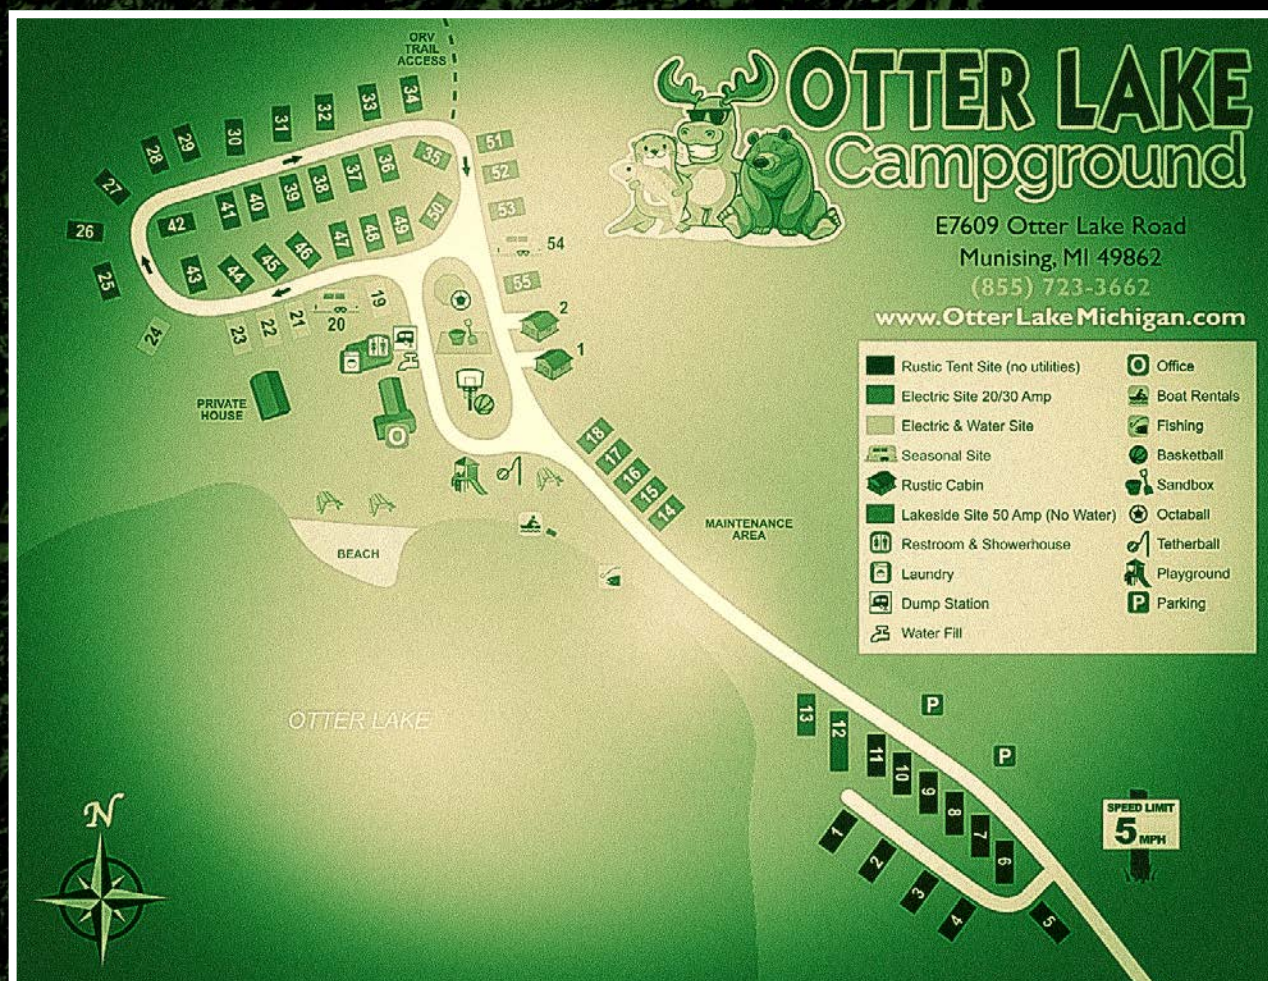 ORV
TRAIL
ACCESS
OTTER LAKE
Campground
E7609 Otter Lake Road
Munising, MI 49862
(855) 723-3662
www.OtterLakeMichigan.com
Rustic Tent Site (no utilities)
Electric Site 20/30 Amp
Electric & Water Site
Seasonal Site
Rustic Cabin
Lakeside Site 50 Amp (No Water)
Restroom & Showerhouse
Laundry
Dump Station
Water Fill
O Office
Boat Rentals
Fishing
Basketball
Sandbox
Octaball
Tetherball
Playground
P Parking
34
33
32
31
30
29
28
27
26
25
24
23
22
21
20
19
35
36
37
38
39
40
41
42
43
44
45
46
47
48
49
50
51
52
53
54
55
2
1
PRIVATE
HOUSE
O
18
17
16
15
14
MAINTENANCE
AREA
BEACH
OTTER LAKE
13
12
11
10
9
8
7
6
P
P
1
2
3
4
5
SPEED LIMIT
5 MPH
N